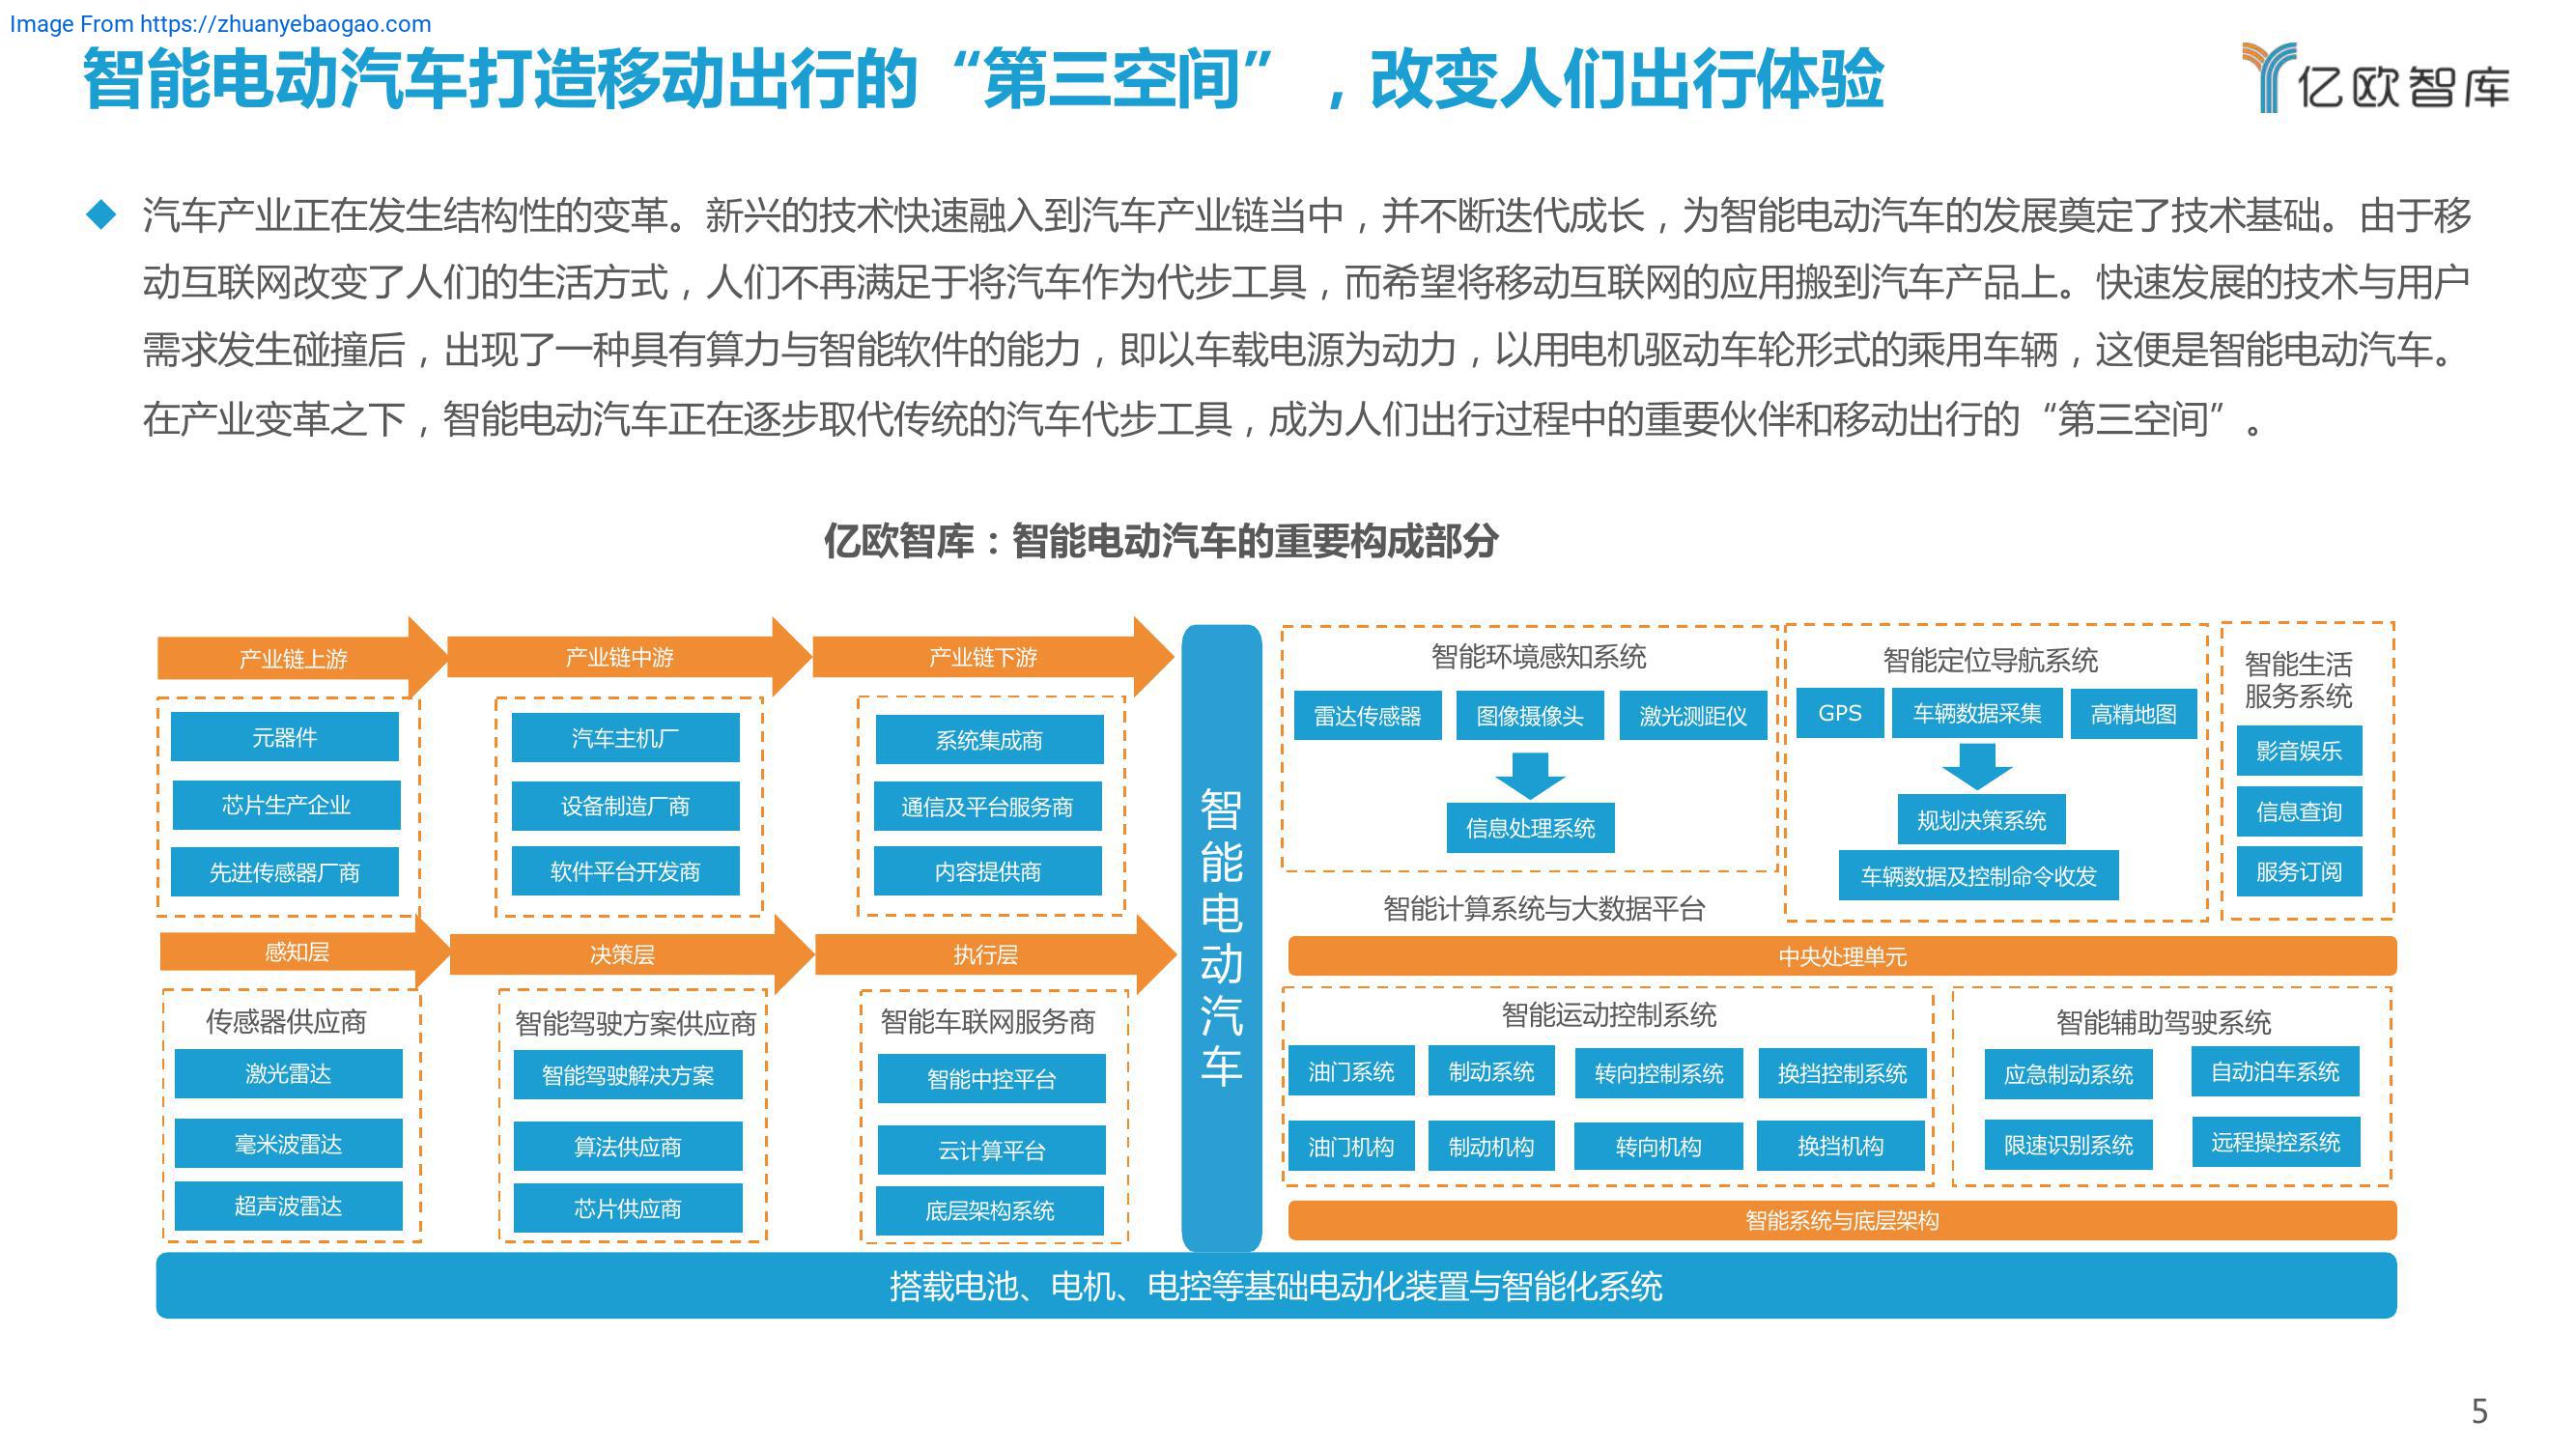 Image From https://zhuanyebaogao.com
智能电动汽车打造移动出行的“第三空间”，改变人们出行体验
亿欧智库
汽车产业正在发生结构性的变革。新兴的技术快速融入到汽车产业链当中，并不断迭代成长，为智能电动汽车的发展奠定了技术基础。由于移
动互联网改变了人们的生活方式，人们不再满足于将汽车作为代步工具，而希望将移动互联网的应用搬到汽车产品上。快速发展的技术与用户
需求发生碰撞后，出现了一种具有算力与智能软件的能力，即以车载电源为动力，以用电机驱动车轮形式的乘用车辆，这便是智能电动汽车。
在产业变革之下，智能电动汽车正在逐步取代传统的汽车代步工具，成为人们出行过程中的重要伙伴和移动出行的“第三空间”。
亿欧智库：智能电动汽车的重要构成部分
产业链上游
元器件
芯片生产企业
先进传感器厂商
产业链中游
汽车主机厂
设备制造厂商
软件平台开发商
产业链下游
系统集成商
通信及平台服务商
内容提供商
感知层
传感器供应商
激光雷达
毫米波雷达
超声波雷达
决策层
智能驾驶方案供应商
智能驾驶解决方案
算法供应商
芯片供应商
执行层
智能车联网服务商
智能中控平台
云计算平台
底层架构系统
智能电动汽车
智能环境感知系统
雷达传感器
图像摄像头
激光测距仪
信息处理系统
智能定位导航系统
GPS
车辆数据采集
高精地图
规划决策系统
车辆数据及控制命令收发
智能生活
服务系统
影音娱乐
信息查询
服务订阅
智能计算系统与大数据平台
中央处理单元
智能运动控制系统
油门系统
制动系统
转向控制系统
换挡控制系统
油门机构
制动机构
转向机构
换挡机构
智能辅助驾驶系统
应急制动系统
自动泊车系统
限速识别系统
远程操控系统
智能系统与底层架构
搭载电池、电机、电控等基础电动化装置与智能化系统
5